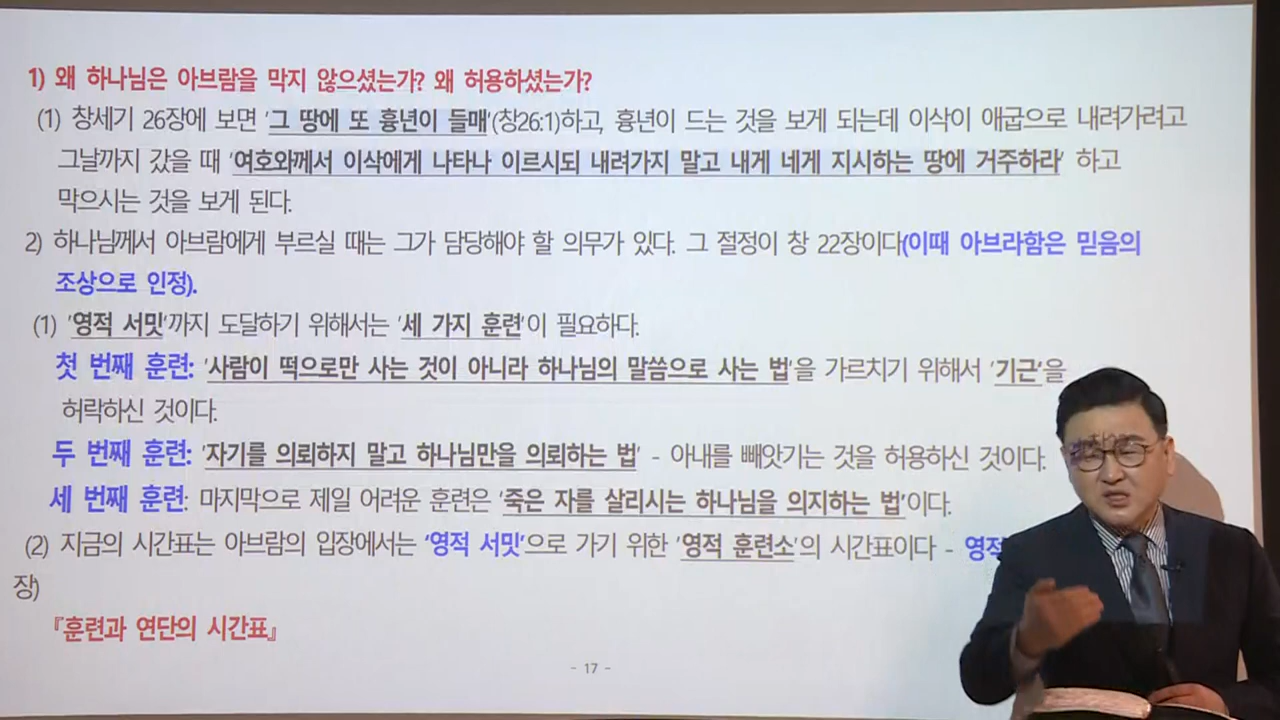 1) 왜 하나님은 아브람을 막지 않으셨는가? 왜 허용하셨는가?
(1) 창세기 26장에 보면 '그 땅에 또 흉년이 들매'(창26:1)하고, 흉년이 드는 것을 보게 되는데 이삭이 애굽으로 내려가려고
그날까지 갔을 때 '여호와께서 이삭에게 나타나 이르시되 내려가지 말고 내게 네게 지시하는 땅에 거주하라' 하고
막으시는 것을 보게 된다.
2) 하나님께서 아브람에게 부르실 때는 그가 담당해야 할 의무가 있다. 그 절정이 창 22장이다(이때 아브라함은 믿음의
조상으로 인정).
(1) '영적 서밋'까지 도달하기 위해서는 '세 가지 훈련'이 필요하다.
첫 번째 훈련: '사람이 떡으로만 사는 것이 아니라 하나님의 말씀으로 사는 법'을 가르치기 위해서 '기근'을
허락하신 것이다.
두 번째 훈련: '자기를 의뢰하지 말고 하나님만을 의뢰하는 법' - 아내를 빼앗기는 것을 허용하신 것이다.
세 번째 훈련: 마지막으로 제일 어려운 훈련은 '죽은 자를 살리시는 하나님을 의지하는 법'이다.
(2) 지금의 시간표는 아브람의 입장에서는 '영적 서밋'으로 가기 위한 '영적 훈련소'의 시간표이다 - 영적
장)
『훈련과 연단의 시간표』
- 17 -